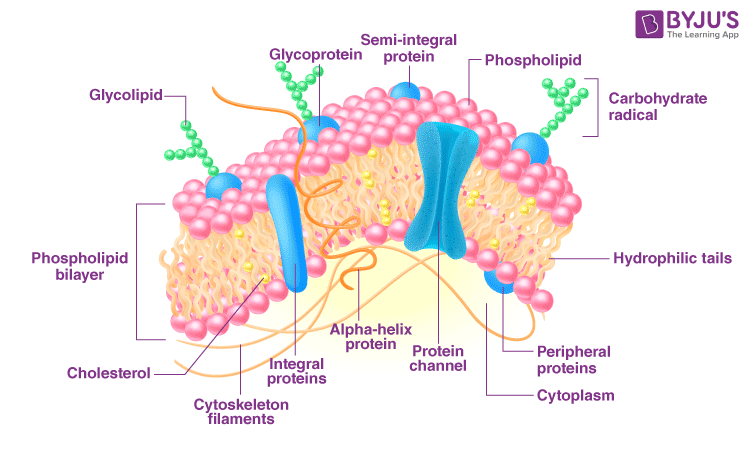 BYJU'S
The Learning App
Semi-integral
protein
Glycoprotein
Phospholipid
Glycolipid
Carbohydrate
radical
Phospholipid
bilayer
Hydrophilic tails
Alpha-helix
protein
Protein
channel
Peripheral
proteins
Integral
proteins
Cholesterol
Cytoplasm
Cytoskeleton
filaments